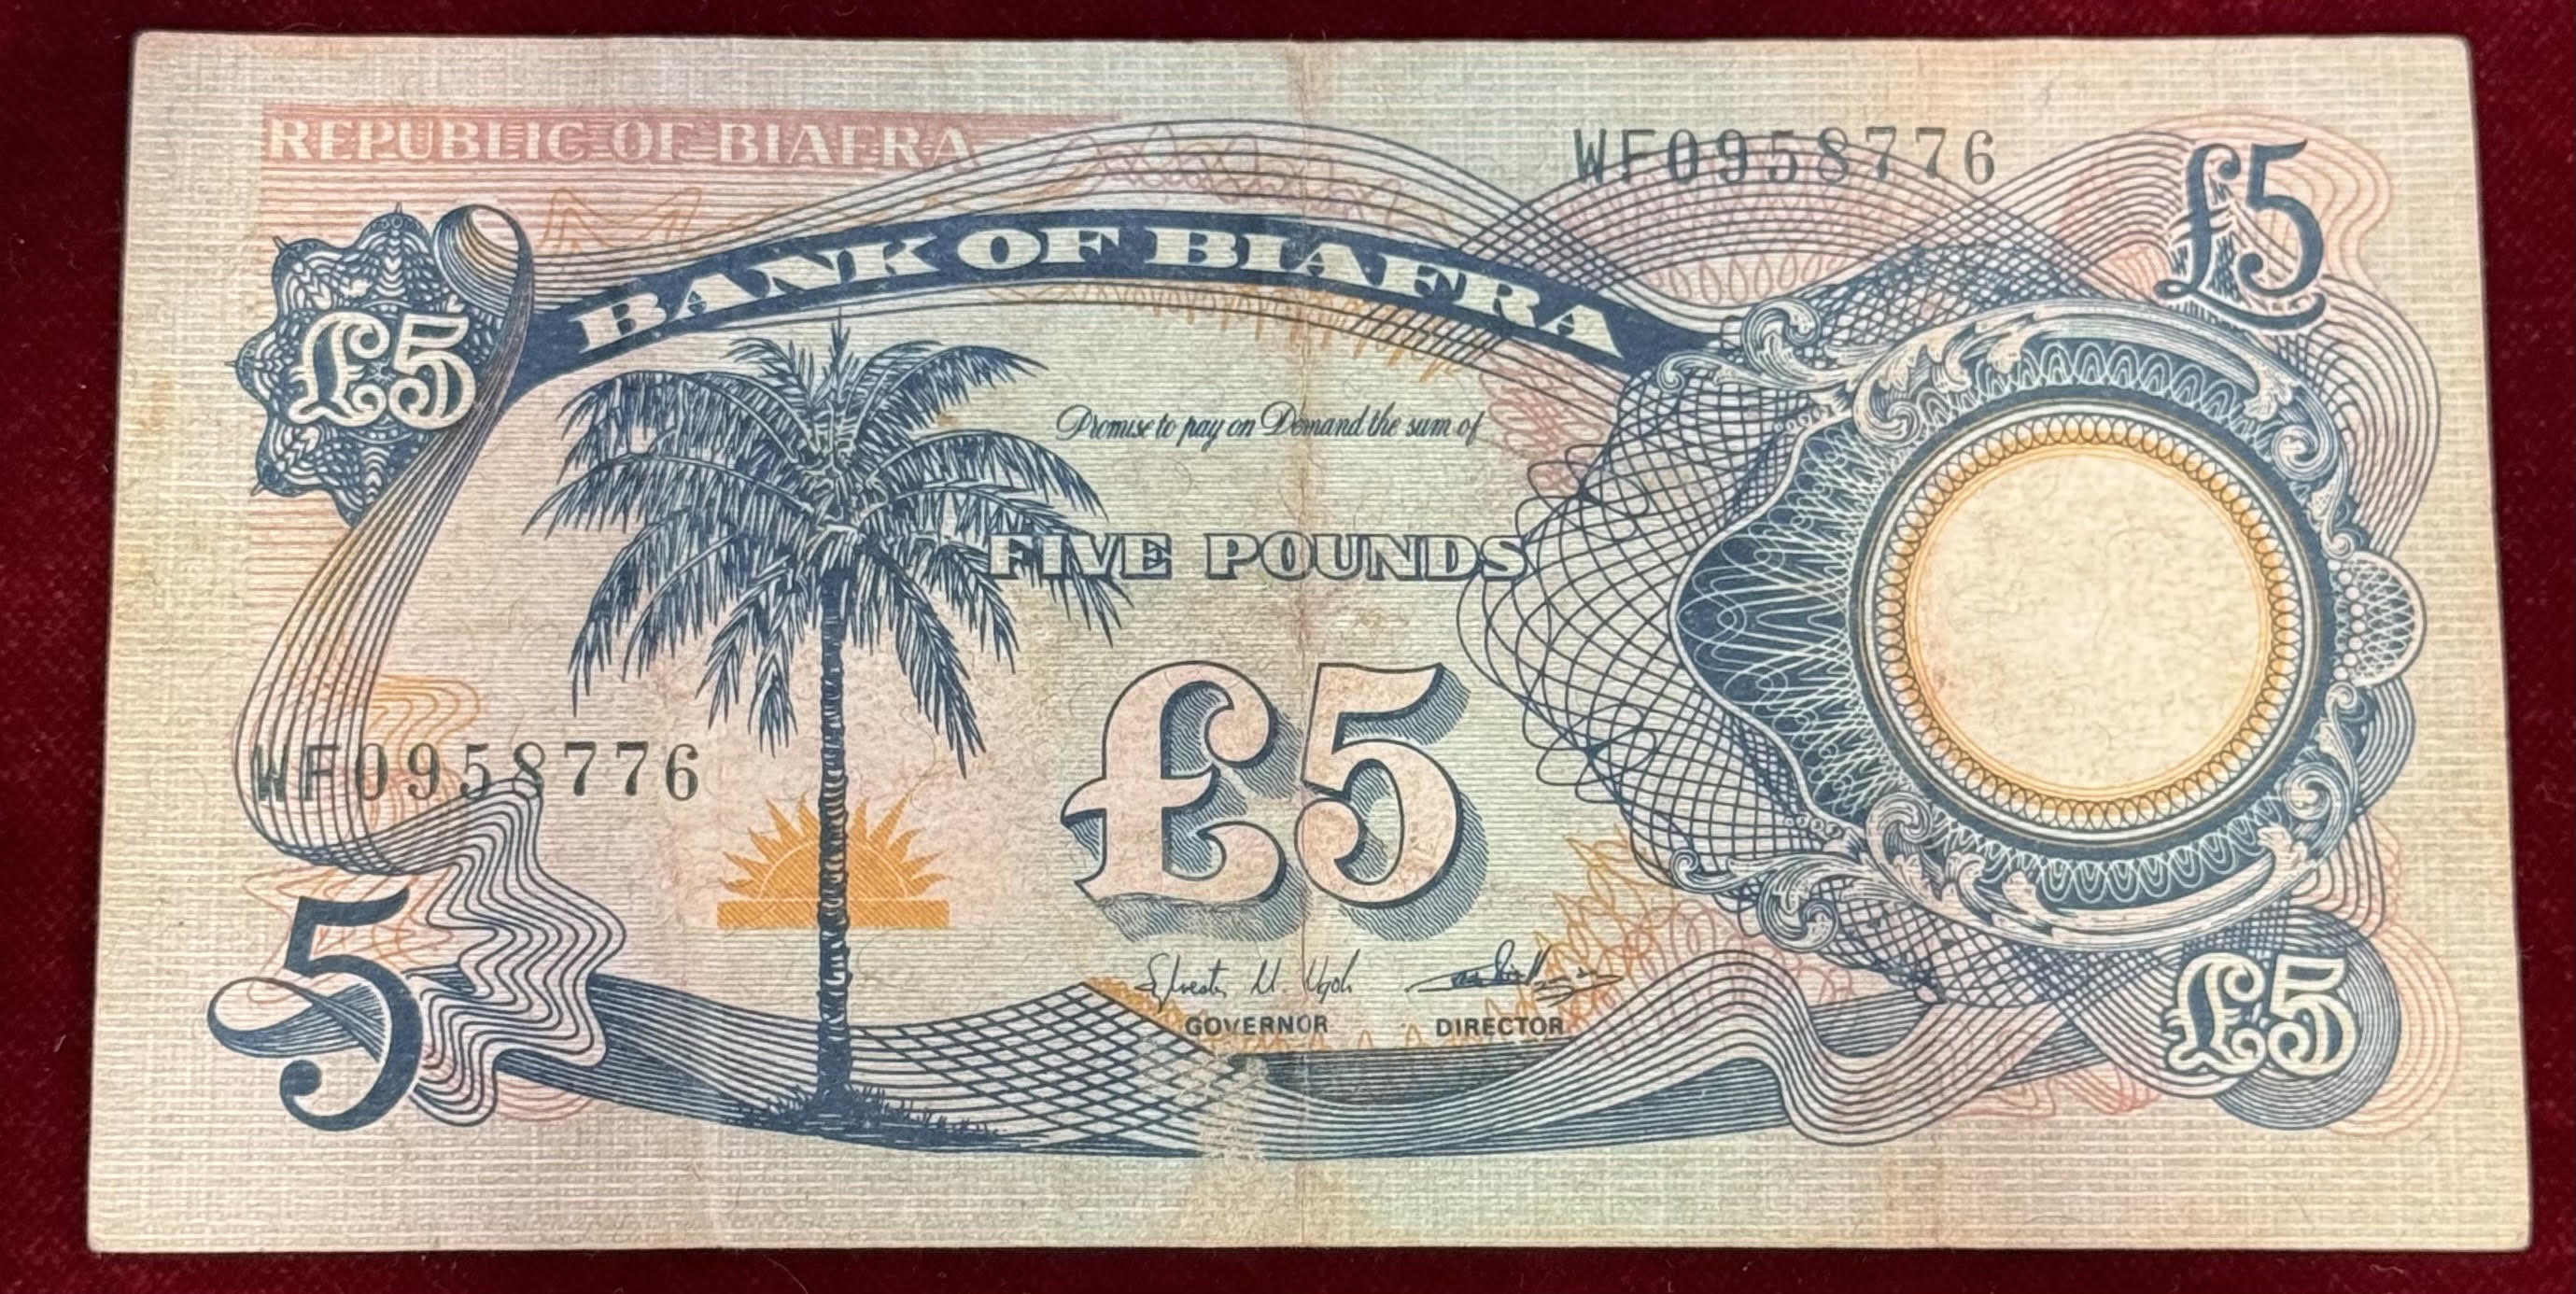 REPUBLIC OF BIAFRA
WF0958776
£5
£5
BANK OF BIAFRA
Promise to pay on Demand the sum of
FIVE POUNDS
£5
WF0958776
5
GOVERNOR
DIRECTOR
£5